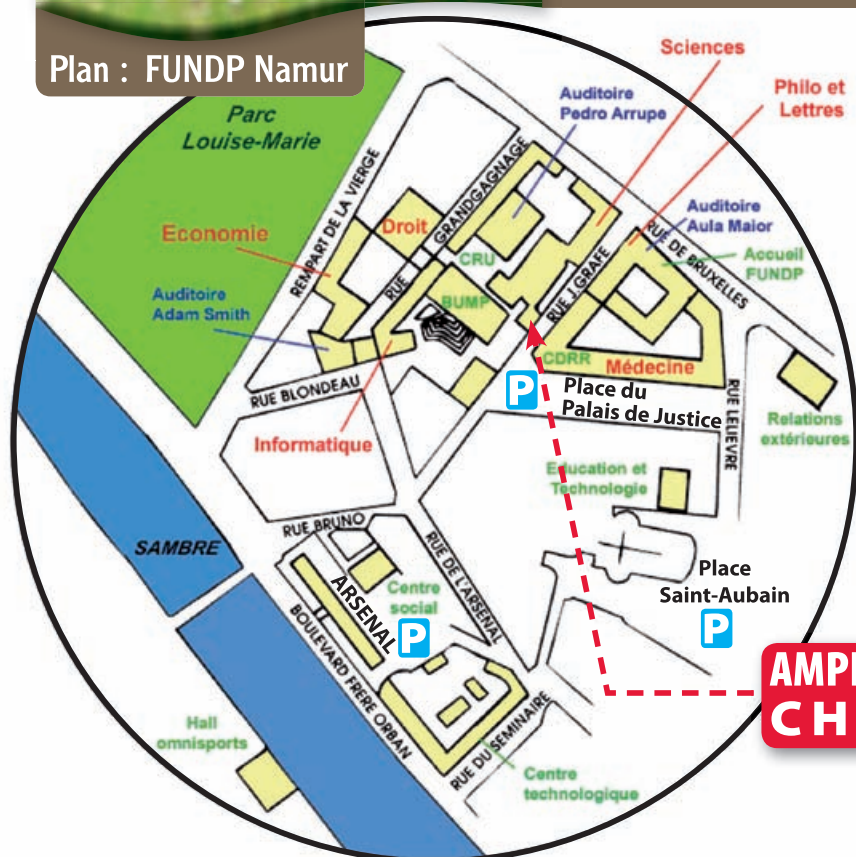 Plan : FUNDP Namur
Sciences
Philo et
Lettres
Parc
Louise-Marie
Auditoire
Pedro Arrupe
REMPART DE LA VIERGE
GRANDGAGNAGE
RUE
Droit
Economie
CRU
BUMP
Auditoire
Adam Smith
RUE J. GRAFE
Auditoire
Aula Maior
RUE DE BRUXELLES
Accueil
FUNDP
CDRR
Médecine
RUE BLONDEAU
P
Place du
Palais de Justice
RUE LELIEVRE
Relations
extérieures
Informatique
Education et
Technologie
SAMBRE
RUE BRUNO
RUE DE L'ARSENAL
ARSENAL
Centre
social
P
Place
Saint-Aubain
P
BOULEVARD FRERE ORBAN
Hall
omnisports
RUE DU SEMINAIRE
Centre
technologique